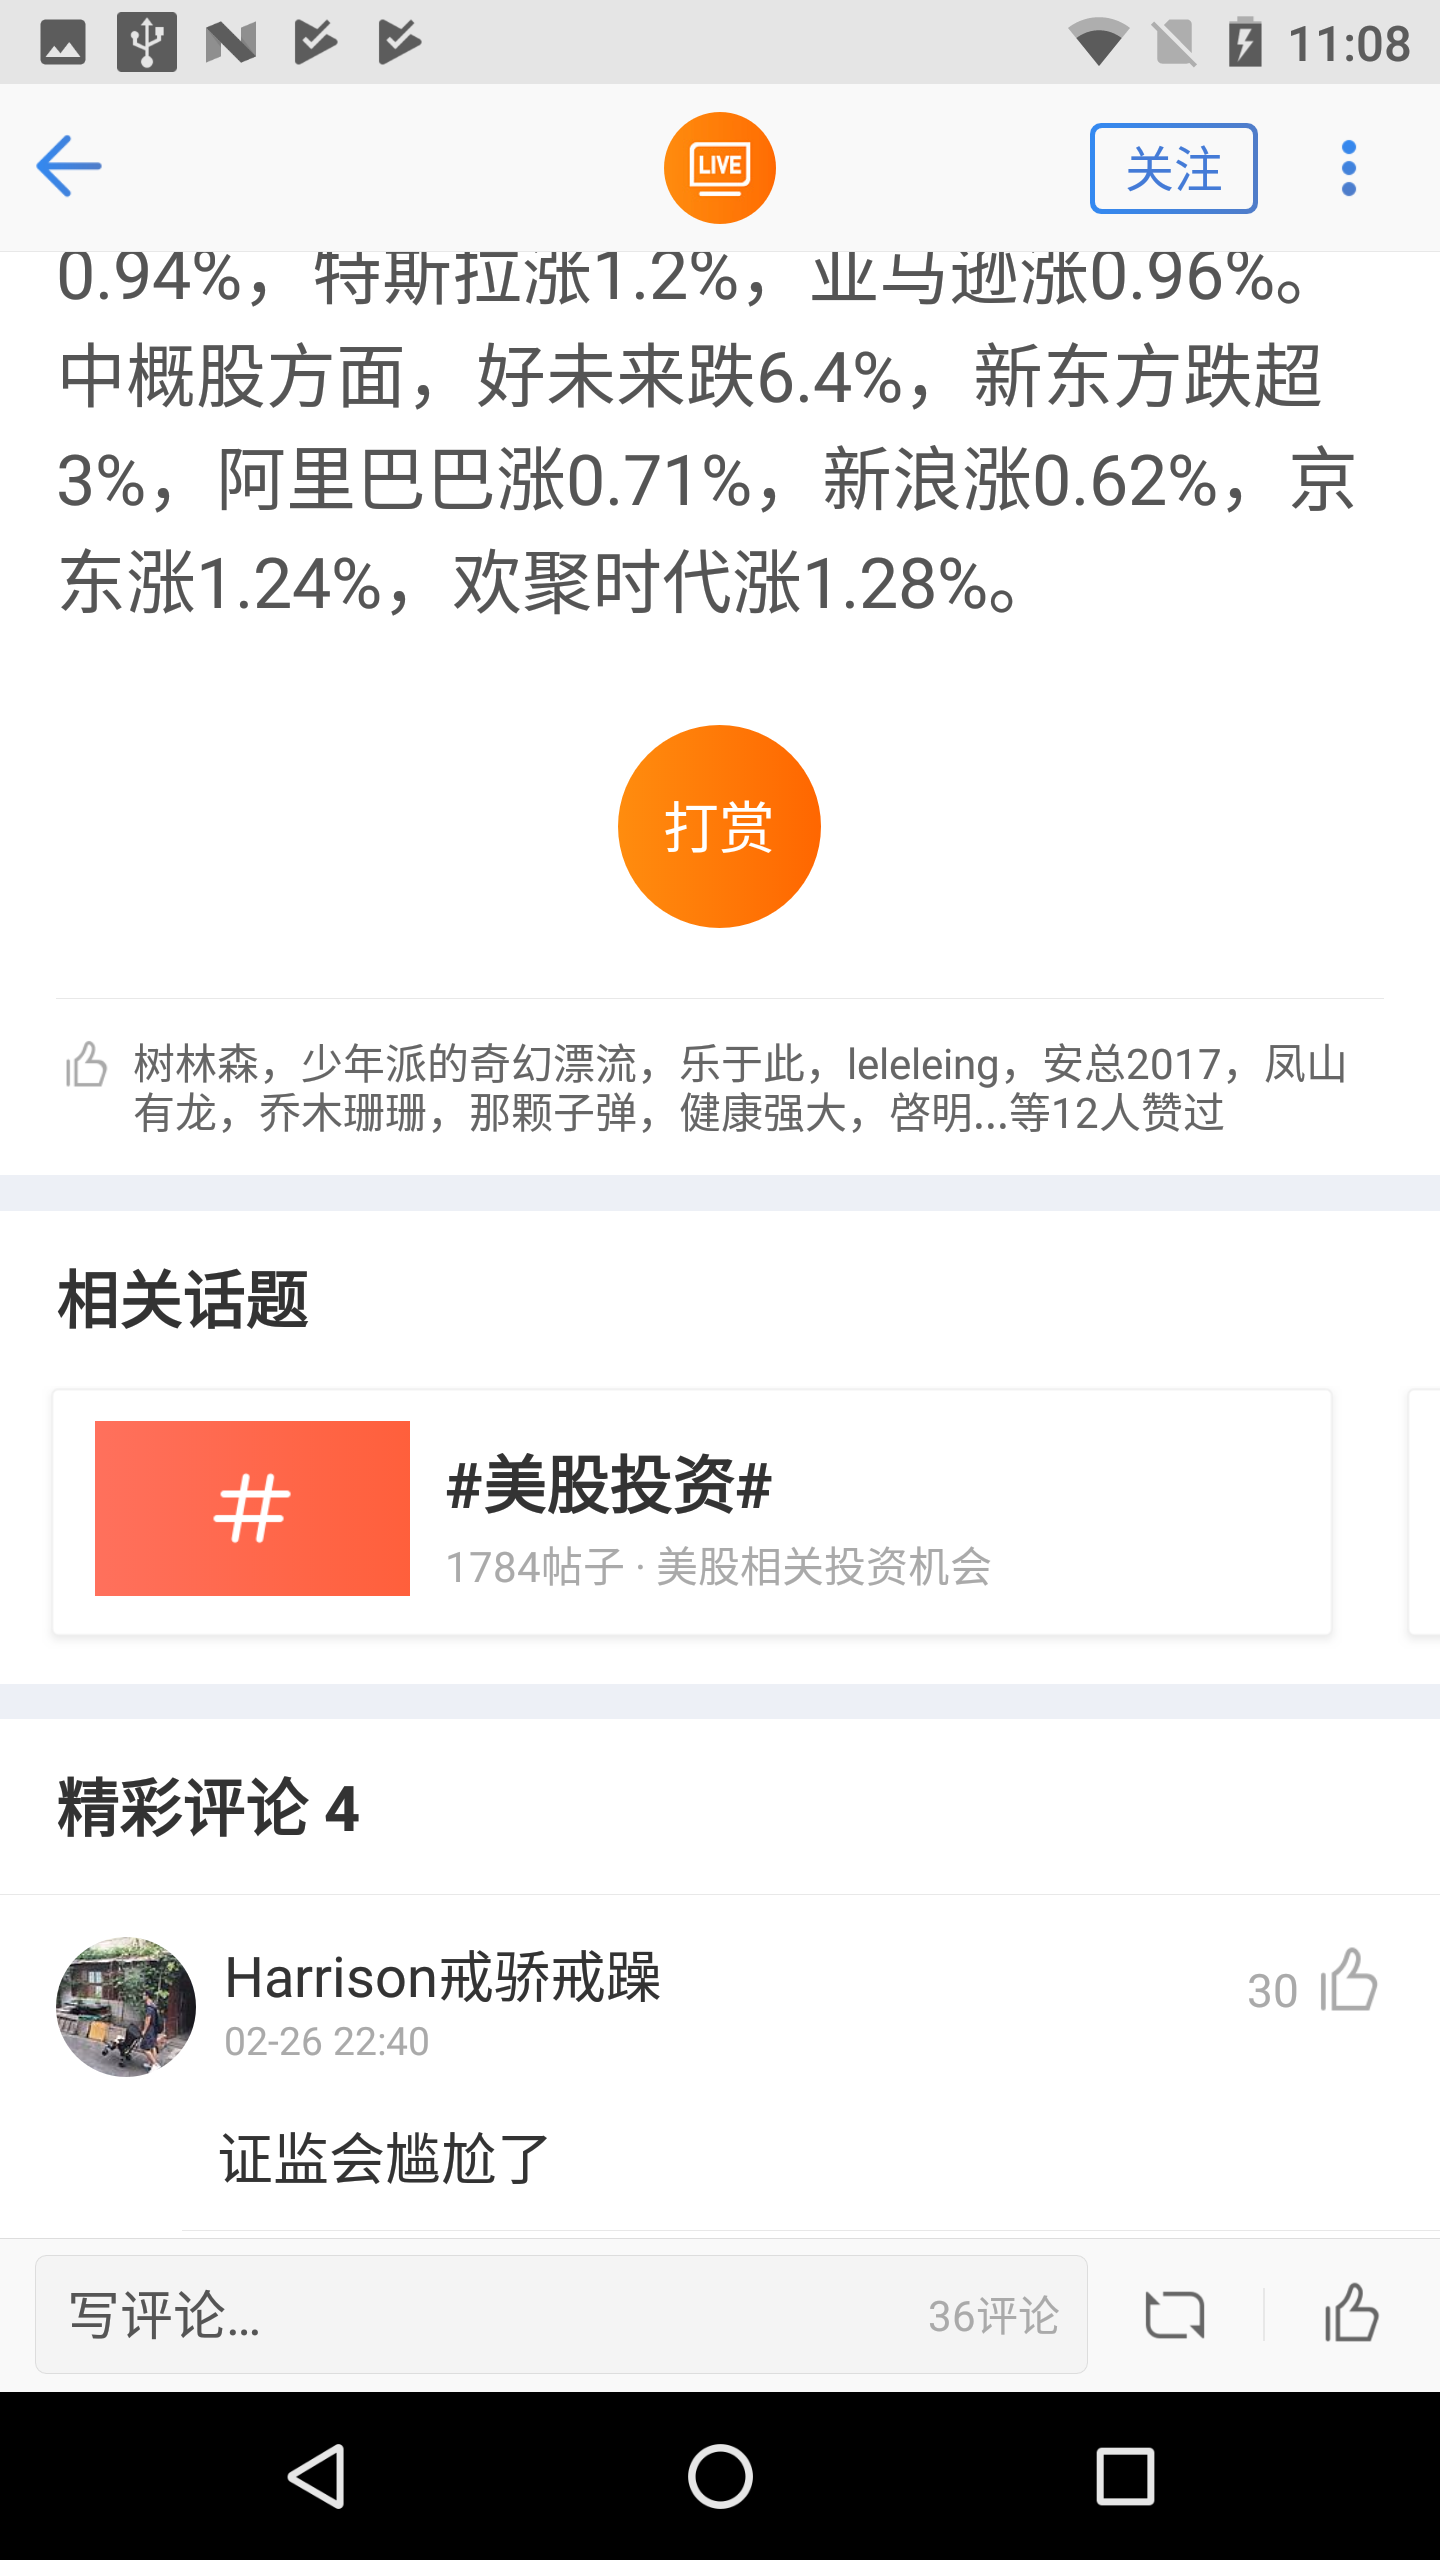 11:08
LIVE
关注
0.94%，特斯拉涨1.2%，亚马逊涨0.96%。
中概股方面，好未来跌6.4%，新东方跌超
3%，阿里巴巴涨0.71%，新浪涨0.62%，京
东涨1.24%，欢聚时代涨1.28%。
打赏
树林森，少年派的奇幻漂流，乐于此，leleleing，安总2017，凤山
有龙，乔木珊珊，那颗子弹，健康强大，啓明...等12人赞过
相关话题
#
#美股投资#
1784帖子 · 美股相关投资机会
精彩评论 4
Harrison戒骄戒躁
30
02-26 22:40
证监会尴尬了
写评论...
36评论